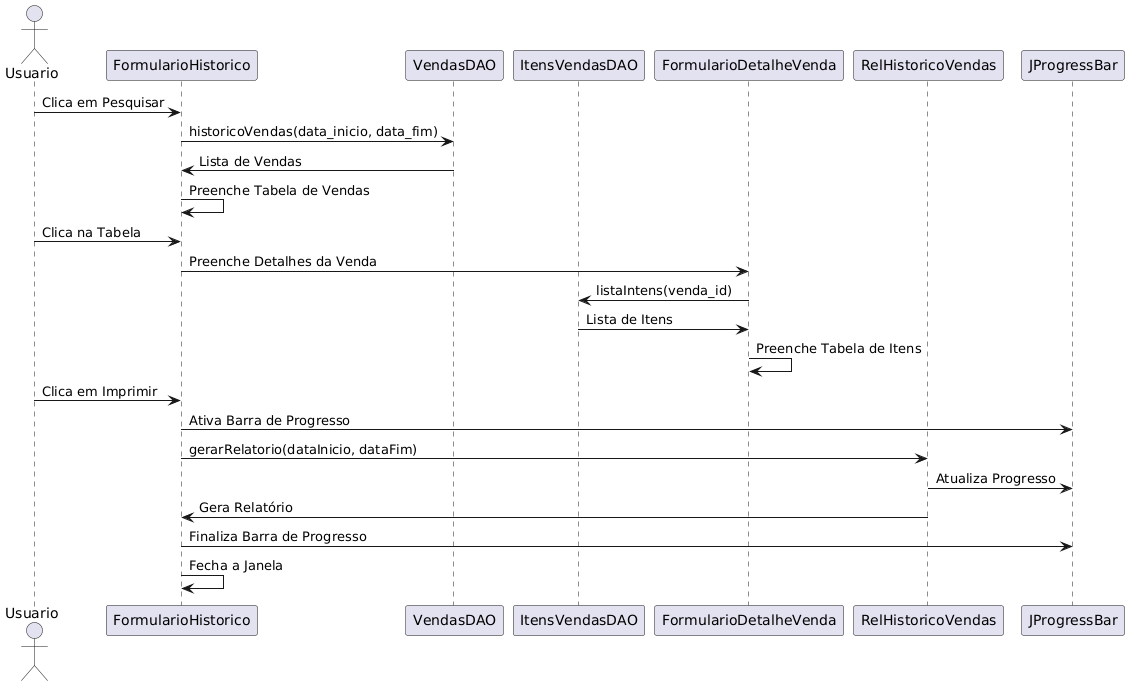 Usuario
FormularioHistorico
VendasDAO
ItensVendasDAO
FormularioDetalheVenda
RelHistoricoVendas
JProgressBar
Clica em Pesquisar
historicoVendas(data_inicio, data_fim)
Lista de Vendas
Preenche Tabela de Vendas
Clica na Tabela
Preenche Detalhes da Venda
listaIntens(venda_id)
Lista de Itens
Preenche Tabela de Itens
Clica em Imprimir
Ativa Barra de Progresso
gerarRelatorio(dataInicio, dataFim)
Atualiza Progresso
Gera Relatório
Finaliza Barra de Progresso
Fecha a Janela
Usuario
FormularioHistorico
VendasDAO
ItensVendasDAO
FormularioDetalheVenda
RelHistoricoVendas
JProgressBar